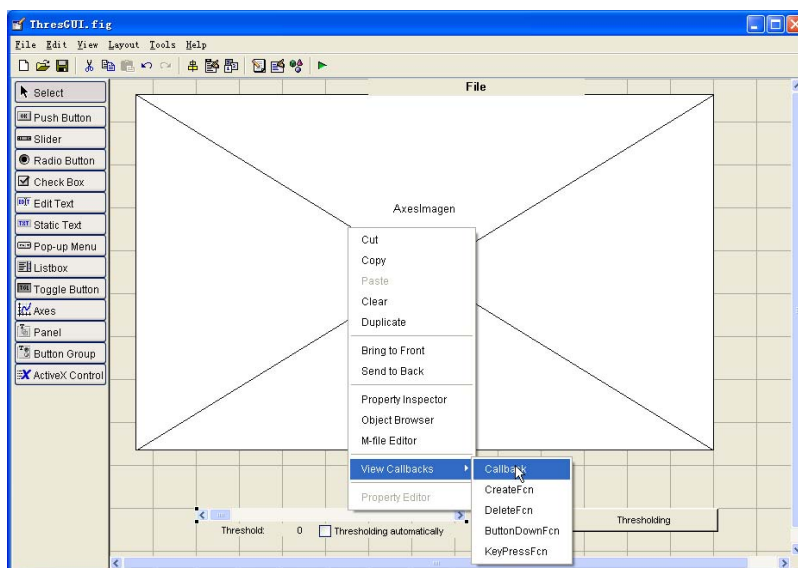 ThresGUI.fig
File Edit View Layout Tools Help
Select
Push Button
Slider
Radio Button
Check Box
Edit Text
Static Text
Pop-up Menu
Listbox
Toggle Button
Axes
Panel
Button Group
ActiveX Control
File
AxesImagen
Cut
Copy
Paste
Clear
Duplicate
Bring to Front
Send to Back
Property Inspector
Object Browser
M-file Editor
View Callbacks
Property Editor
Callback
CreateFcn
DeleteFcn
ButtonDownFcn
KeyPressFcn
Threshold: 0 Thresholding automatically
Thresholding